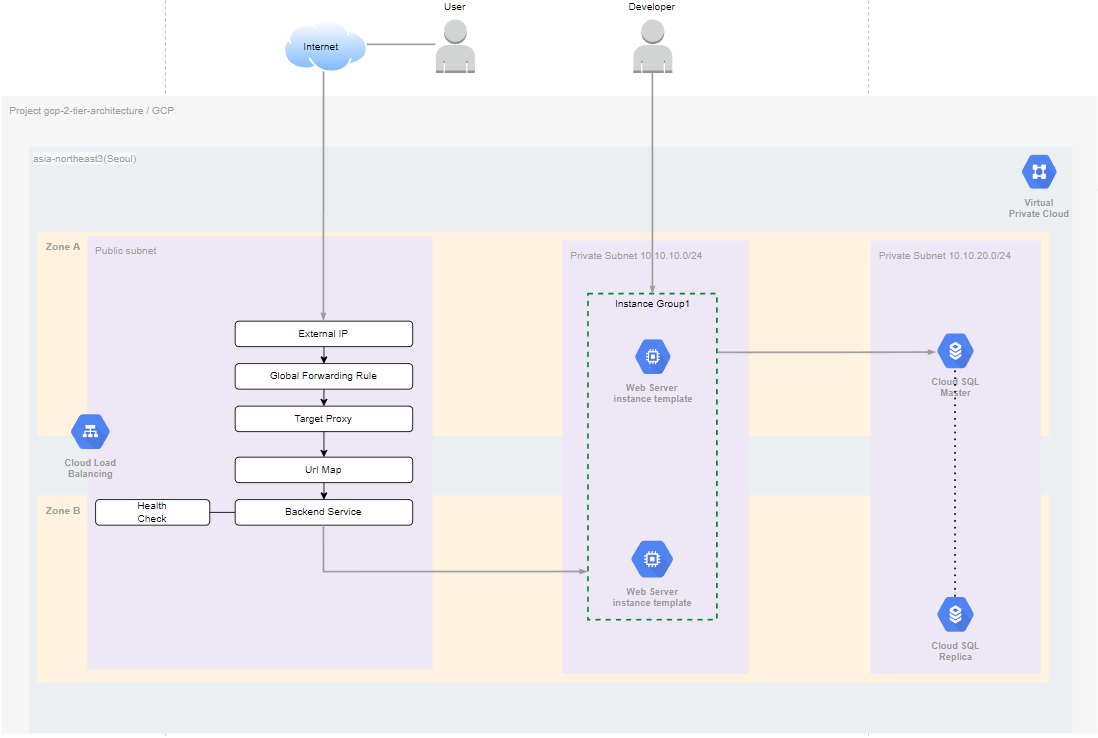 User
Developer
Internet
Project gcp-2-tier-architecture / GCP
asia-northeast3(Seoul)
Virtual
Private Cloud
Zone A
Public subnet
Private Subnet 10.10.10.0/24
Private Subnet 10.10.20.0/24
Instance Group1
External IP
Global Forwarding Rule
Target Proxy
Url Map
Backend Service
Health
Check
Cloud Load
Balancing
Zone B
Web Server
instance template
Cloud SQL
Master
Web Server
instance template
Cloud SQL
Replica